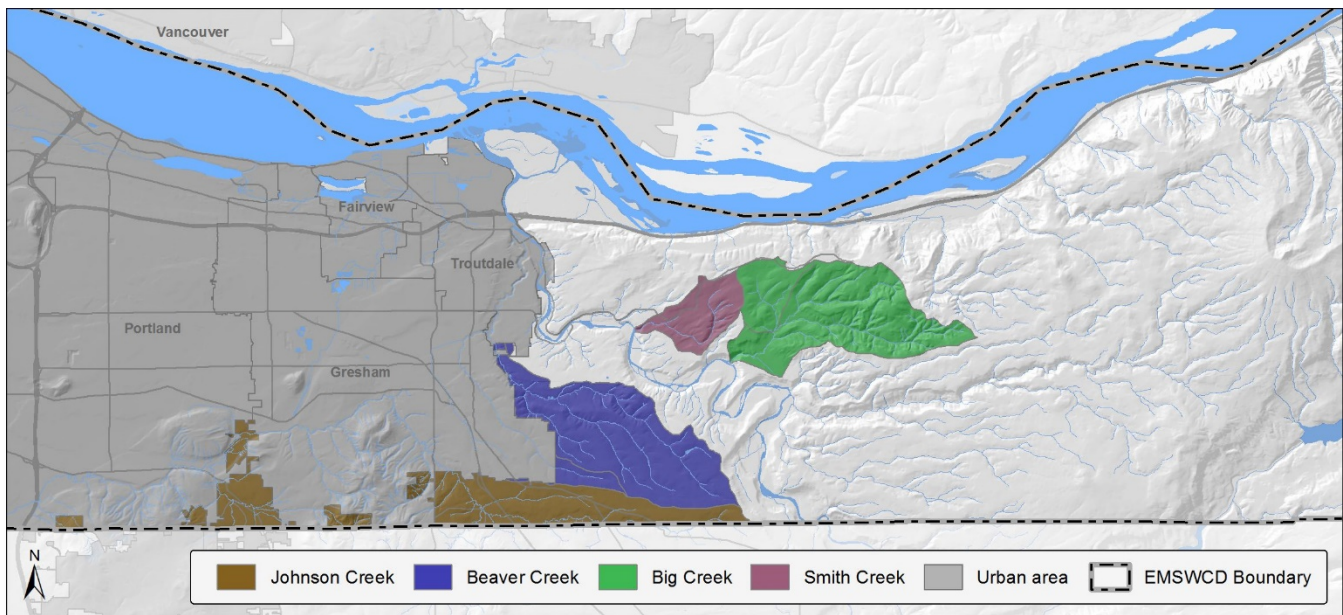 Vancouver
Fairview
Troutdale
Portland
Gresham
N
Johnson Creek
Beaver Creek
Big Creek
Smith Creek
Urban area
EMSWCD Boundary